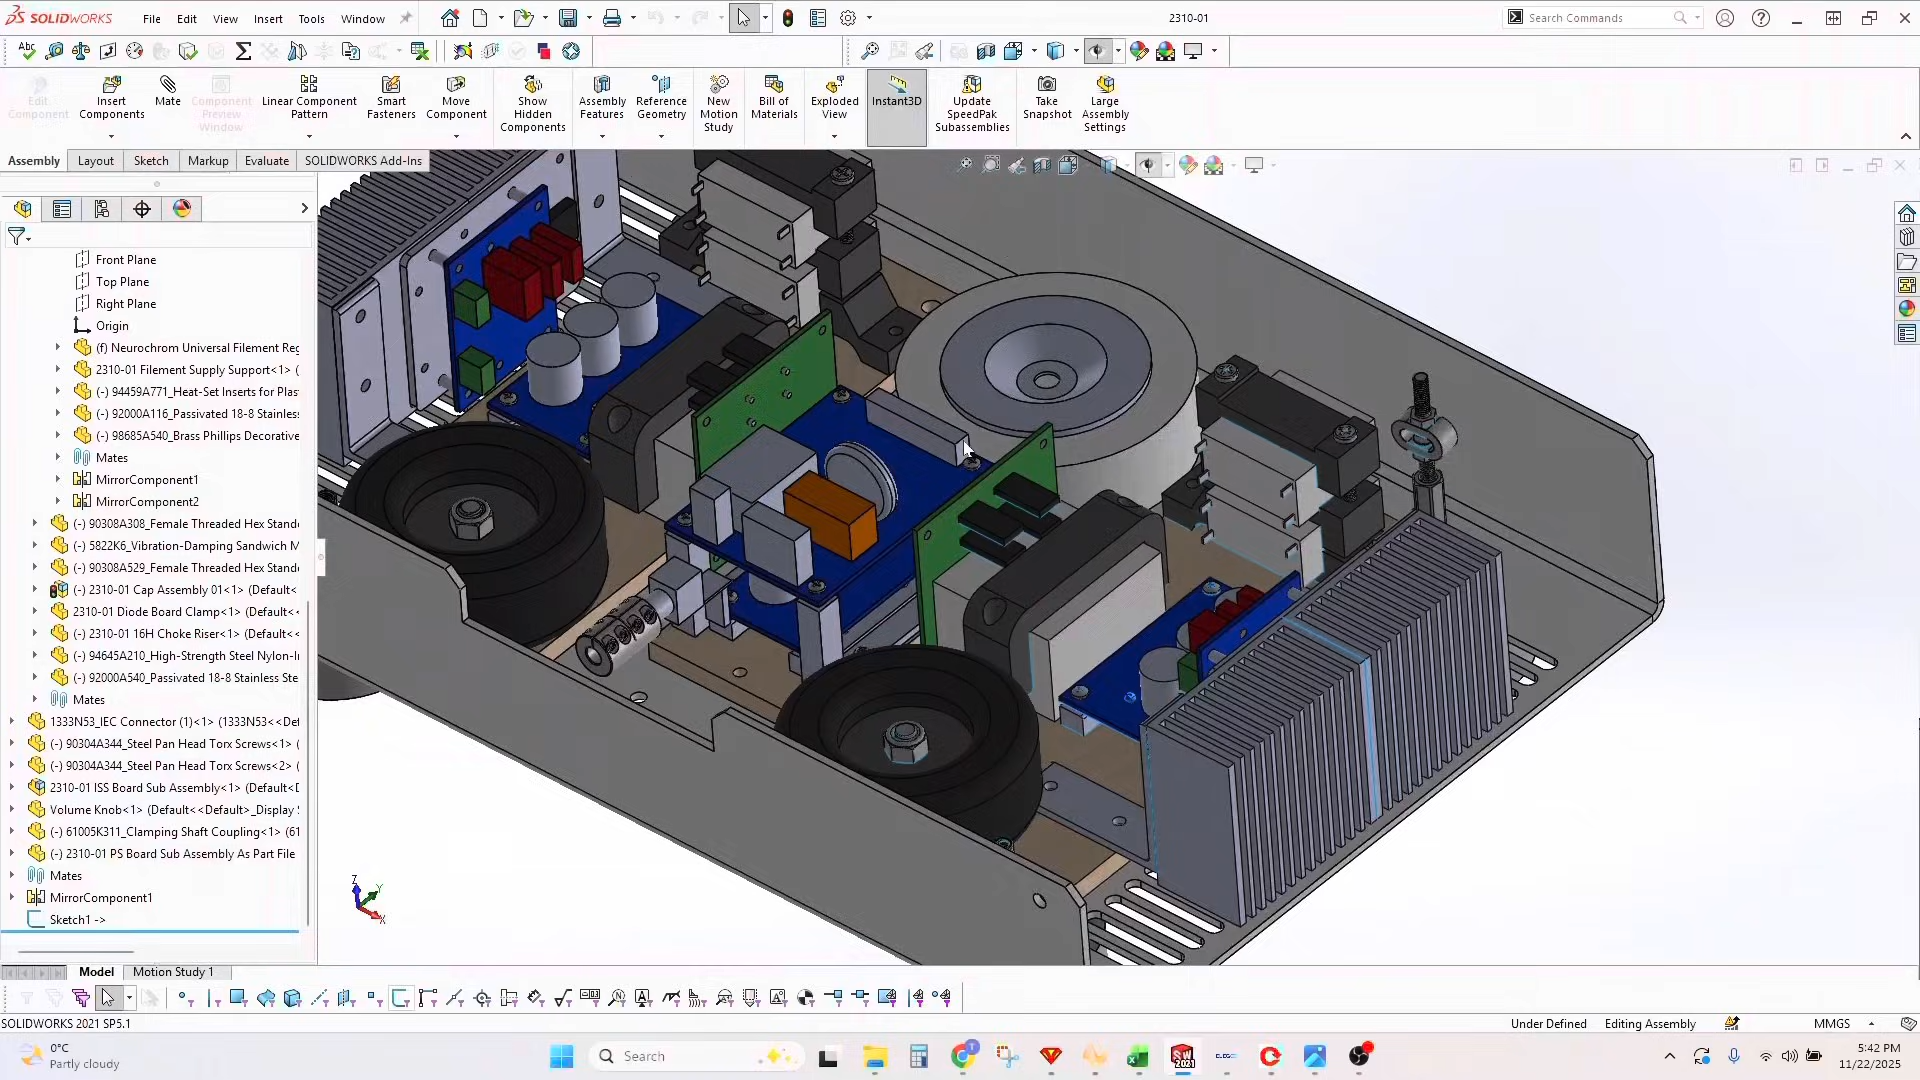 SOLIDWORKS File Edit View Insert Tools Window 2310-01 Search Commands
Abc
Edit Component
Insert Components
Mate
Component Preview Window
Linear Component Pattern
Smart Fasteners
Move Component
Show Hidden Components
Assembly Features
Reference Geometry
New Motion Study
Bill of Materials
Exploded View
Instant3D
Update SpeedPak Subassemblies
Take Snapshot
Large Assembly Settings
Assembly Layout Sketch Markup Evaluate SOLIDWORKS Add-Ins
Front Plane
Top Plane
Right Plane
Origin
(f) Neurochrom Universal Filement Reg
2310-01 Filement Supply Support<1> (
(-) 94459A771_Heat-Set Inserts for Plas
(-) 92000A116_Passivated 18-8 Stainless
(-) 98685A540_Brass Phillips Decorative
Mates
MirrorComponent1
MirrorComponent2
(-) 90308A308_Female Threaded Hex Stand
(-) 5822K6_Vibration-Damping Sandwich M
(-) 90308A529_Female Threaded Hex Stand
(-) 2310-01 Cap Assembly 01<1> (Default<
2310-01 Diode Board Clamp<1> (Default<
(-) 2310-01 16H Choke Riser<1> (Default<
(-) 94645A210_High-Strength Steel Nylon-I
(-) 92000A540_Passivated 18-8 Stainless Ste
Mates
1333N53_IEC Connector (1)<1> (1333N53<<Def
(-) 90304A344_Steel Pan Head Torx Screws<1> (
(-) 90304A344_Steel Pan Head Torx Screws<2> (
2310-01 ISS Board Sub Assembly<1> (Default<D
Volume Knob<1> (Default<<Default>_Display
(-) 61005K311_Clamping Shaft Coupling<1> (61
(-) 2310-01 PS Board Sub Assembly As Part File
Mates
MirrorComponent1
Sketch1 ->
Z
Y
X
Model Motion Study 1
SOLIDWORKS 2021 SP5.1 Under Defined Editing Assembly MMGS
0°C
Partly cloudy
Search
SW
2021
5:42 PM
11/22/2025